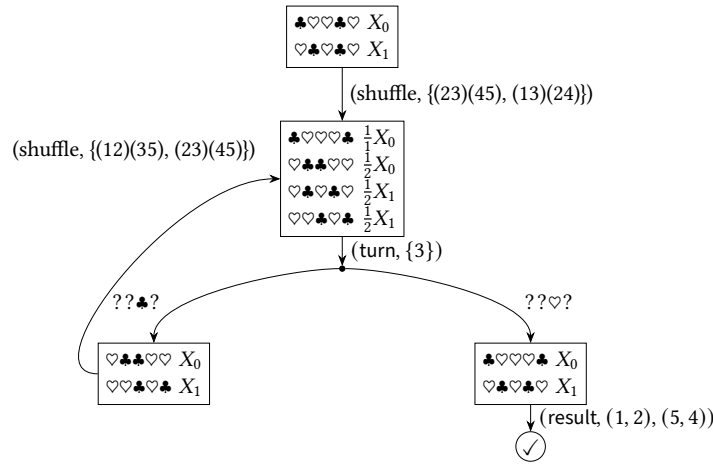 ♣♡♡♣♡ X₀
♡♣♡♣♡ X₁
(shuffle, {(23)(45), (13)(24)})
(shuffle, {(12)(35), (23)(45)})
♣♡♡♡♣ 1/1X₀
♡♣♣♡♡ 1/2X₀
♡♣♡♣♡ 1/2X₁
♡♡♣♡♣ 1/2X₁
(turn, {3})
??♣?
??♡?
♡♣♣♡♡ X₀
♡♡♣♡♣ X₁
♣♡♡♡♣ X₀
♡♣♡♣♡ X₁
(result, (1, 2), (5, 4))
✓